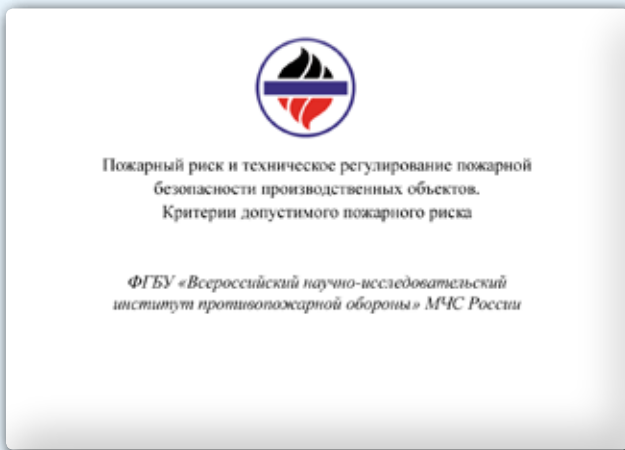 Пожарный риск и техническое регулирование пожарной
безопасности производственных объектов.
Критерии допустимого пожарного риска
ФГБУ «Всероссийский научно-исследовательский
институт противопожарной обороны» МЧС России